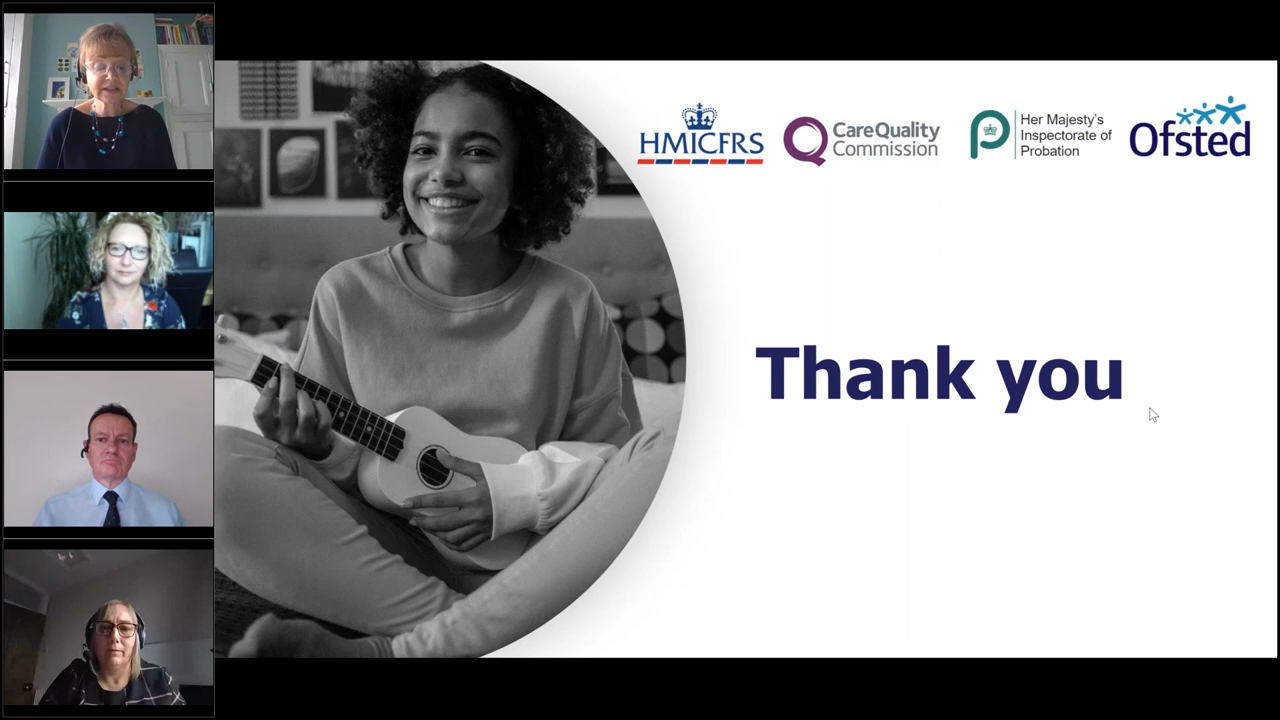 HMICFRS
CareQuality
Commission
Her Majesty's
Inspectorate of
Probation
Ofsted
Thank you